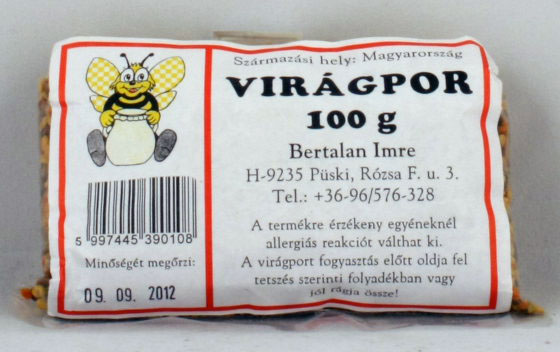 Származási hely: Magyarország
VIRÁGPOR
100 g
Bertalan Imre
H-9235 Püski, Rózsa F. u. 3.
Tel.: +36-96/576-328
A termékre érzékeny egyéneknél
allergiás reakciót válthat ki.
A virágport fogyasztás előtt oldja fel
tetszés szerinti folyadékban vagy
jól rágja össze!
5 997445 390108
Minőségét megőrzi:
09. 09. 2012